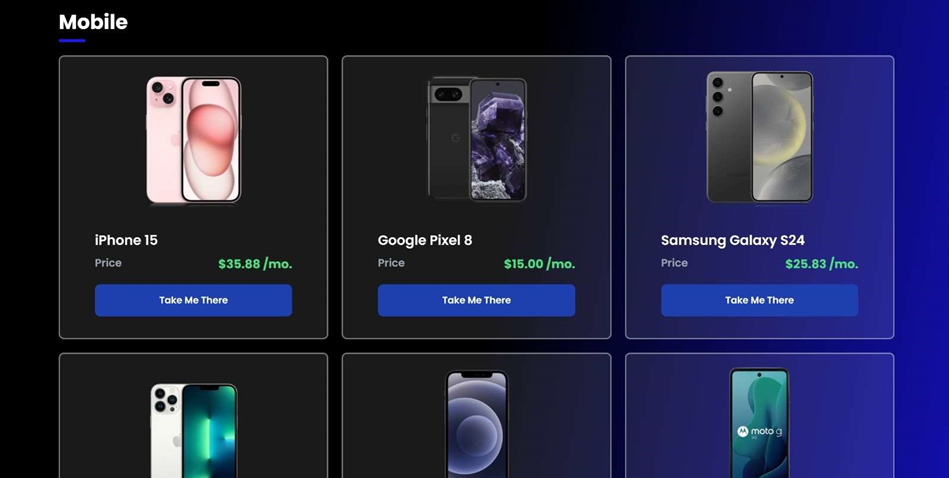 Mobile
iPhone 15
Price
$35.88 /mo.
Take Me There
Google Pixel 8
Price
$15.00 /mo.
Take Me There
Samsung Galaxy S24
Price
$25.83 /mo.
Take Me There
moto g